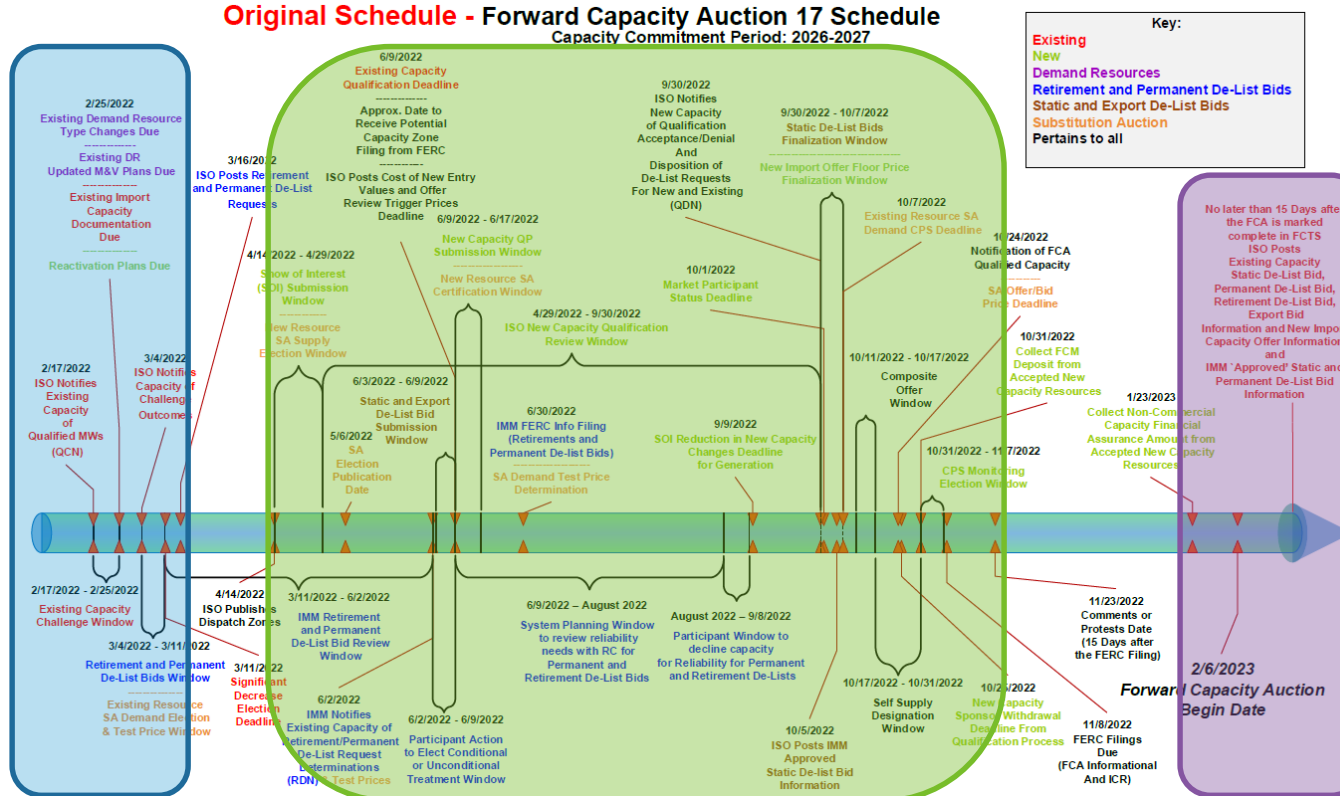 Original Schedule - Forward Capacity Auction 17 Schedule
Capacity Commitment Period: 2026-2027
Key:
Existing
New
Demand Resources
Retirement and Permanent De-List Bids
Static and Export De-List Bids
Substitution Auction
Pertains to all
2/25/2022
Existing Demand Resource
Type Changes Due
---------------
Existing DR
Updated M&V Plans Due
---------------
Existing Import
Capacity
Documentation
Due
---------------
Reactivation Plans Due
2/17/2022
ISO Notifies
Existing
Capacity
of
Qualified MWs
(QCN)
3/4/2022
ISO Notifies
Capacity of
Challenge
Outcomes
3/16/2022
ISO Posts Retirement
and Permanent De-List
Requests
4/14/2022 - 4/29/2022
Show of Interest
(SOI) Submission
Window
-------------
New Resource
SA Supply
Election Window
6/9/2022
Existing Capacity
Qualification Deadline
--------------
Approx. Date to
Receive Potential
Capacity Zone
Filing from FERC
-------------
ISO Posts Cost of New Entry
Values and Offer
Review Trigger Prices
Deadline
6/9/2022 - 6/17/2022
New Capacity QP
Submission Window
--------------------
New Resource SA
Certification Window
4/29/2022 - 9/30/2022
ISO New Capacity Qualification
Review Window
6/3/2022 - 6/9/2022
Static and Export
De-List Bid
Submission
Window
5/6/2022
SA
Election
Publication
Date
6/30/2022
IMM FERC Info Filing
(Retirements and
Permanent De-list Bids)
----------------------
SA Demand Test Price
Determination
9/30/2022
ISO Notifies
New Capacity
of Qualification
Acceptance/Denial
And
Disposition of
De-List Requests
For New and Existing
(QDN)
9/30/2022 - 10/7/2022
Static De-List Bids
Finalization Window
--------------------------------------
New Import Offer Floor Price
Finalization Window
10/7/2022
Existing Resource SA
Demand CPS Deadline
10/1/2022
Market Participant
Status Deadline
9/9/2022
SOI Reduction in New Capacity
Changes Deadline
for Generation
10/11/2022 - 10/17/2022
Composite
Offer
Window
10/24/2022
Notification of FCA
Qualified Capacity
----------
SA Offer/Bid
Price Deadline
10/31/2022
Collect FCM
Deposit from
Accepted New
Capacity Resources
10/31/2022 - 11/7/2022
CPS Monitoring
Election Window
1/23/2023
Collect Non-Commercial
Capacity Financial
Assurance Amount from
Accepted New Capacity
Resources
No later than 15 Days after
the FCA is marked
complete in FCTS
ISO Posts
Existing Capacity
Static De-List Bid,
Permanent De-List Bid,
Retirement De-List Bid,
Export Bid
Information and New Import
Capacity Offer Information
and
IMM 'Approved' Static and
Permanent De-List Bid
Information
2/17/2022 - 2/25/2022
Existing Capacity
Challenge Window
3/4/2022 - 3/11/2022
Retirement and Permanent
De-List Bids Window
------------------
Existing Resource
SA Demand Election
& Test Price Window
4/14/2022
ISO Publishes
Dispatch Zones
3/11/2022
Significant
Decrease
Election
Deadline
3/11/2022 - 6/2/2022
IMM Retirement
and Permanent
De-List Bid Review
Window
6/2/2022
IMM Notifies
Existing Capacity of
Retirement/Permanent
De-List Request
Determinations
(RDN) & Test Prices
6/2/2022 - 6/9/2022
Participant Action
to Elect Conditional
or Unconditional
Treatment Window
6/9/2022 – August 2022
System Planning Window
to review reliability
needs with RC for
Permanent and
Retirement De-List Bids
August 2022 – 9/8/2022
Participant Window to
decline capacity
for Reliability for Permanent
and Retirement De-Lists
10/5/2022
ISO Posts IMM
Approved
Static De-list Bid
Information
10/17/2022 - 10/31/2022
Self Supply
Designation
Window
New Capacity
Sponsor Withdrawal
Deadline From
Qualification Process
11/8/2022
FERC Filings
Due
(FCA Informational
And ICR)
11/23/2022
Comments or
Protests Date
(15 Days after
the FERC Filing)
2/6/2023
Forward Capacity Auction
Begin Date